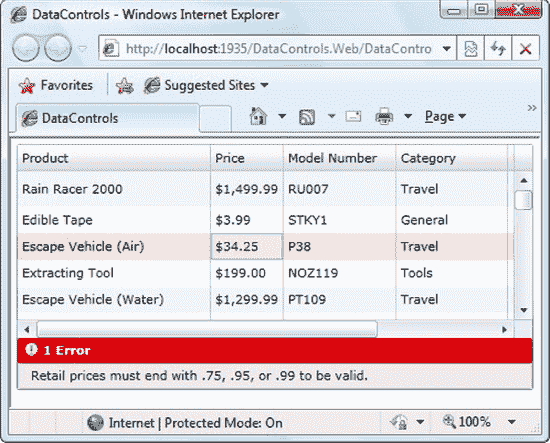 DataControls - Windows Internet Explorer
http://localhost:1935/DataControls.Web/DataContro
Favorites Suggested Sites
DataControls Page
Product Price Model Number Category
Rain Racer 2000 $1,499.99 RU007 Travel
Edible Tape $3.99 STKY1 General
Escape Vehicle (Air) $34.25 P38 Travel
Extracting Tool $199.00 NOZ119 Tools
Escape Vehicle (Water) $1,299.99 PT109 Travel
1 Error
Retail prices must end with .75, .95, or .99 to be valid.
Internet | Protected Mode: On 100%